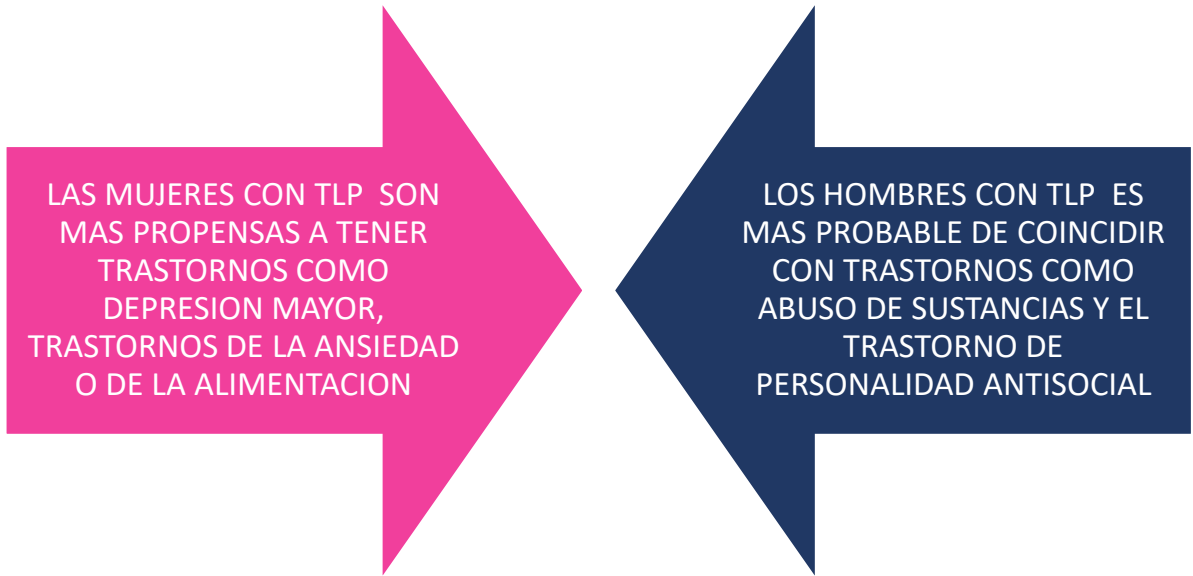 LAS MUJERES CON TLP  SON
MAS PROPENSAS A TENER
TRASTORNOS COMO
DEPRESION MAYOR,
TRASTORNOS DE LA ANSIEDAD
O DE LA ALIMENTACION
LOS HOMBRES CON TLP  ES
MAS PROBABLE DE COINCIDIR
CON TRASTORNOS COMO
ABUSO DE SUSTANCIAS Y EL
TRASTORNO DE
PERSONALIDAD ANTISOCIAL